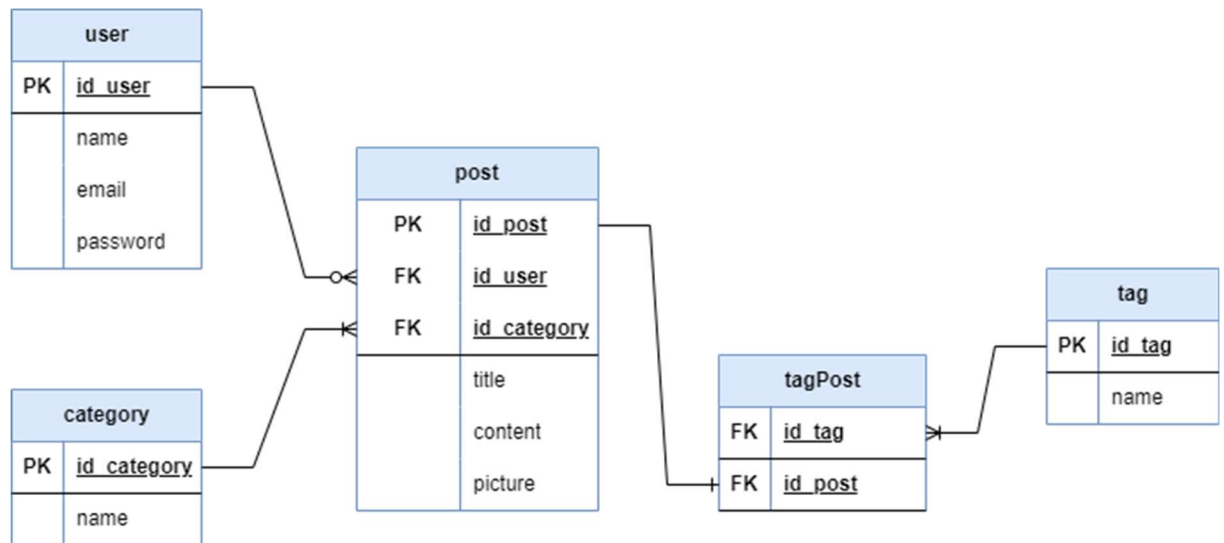 user
PK id_user
name
email
password
category
PK id_category
name
post
PK id_post
FK id_user
FK id_category
title
content
picture
tagPost
FK id_tag
FK id_post
tag
PK id_tag
name